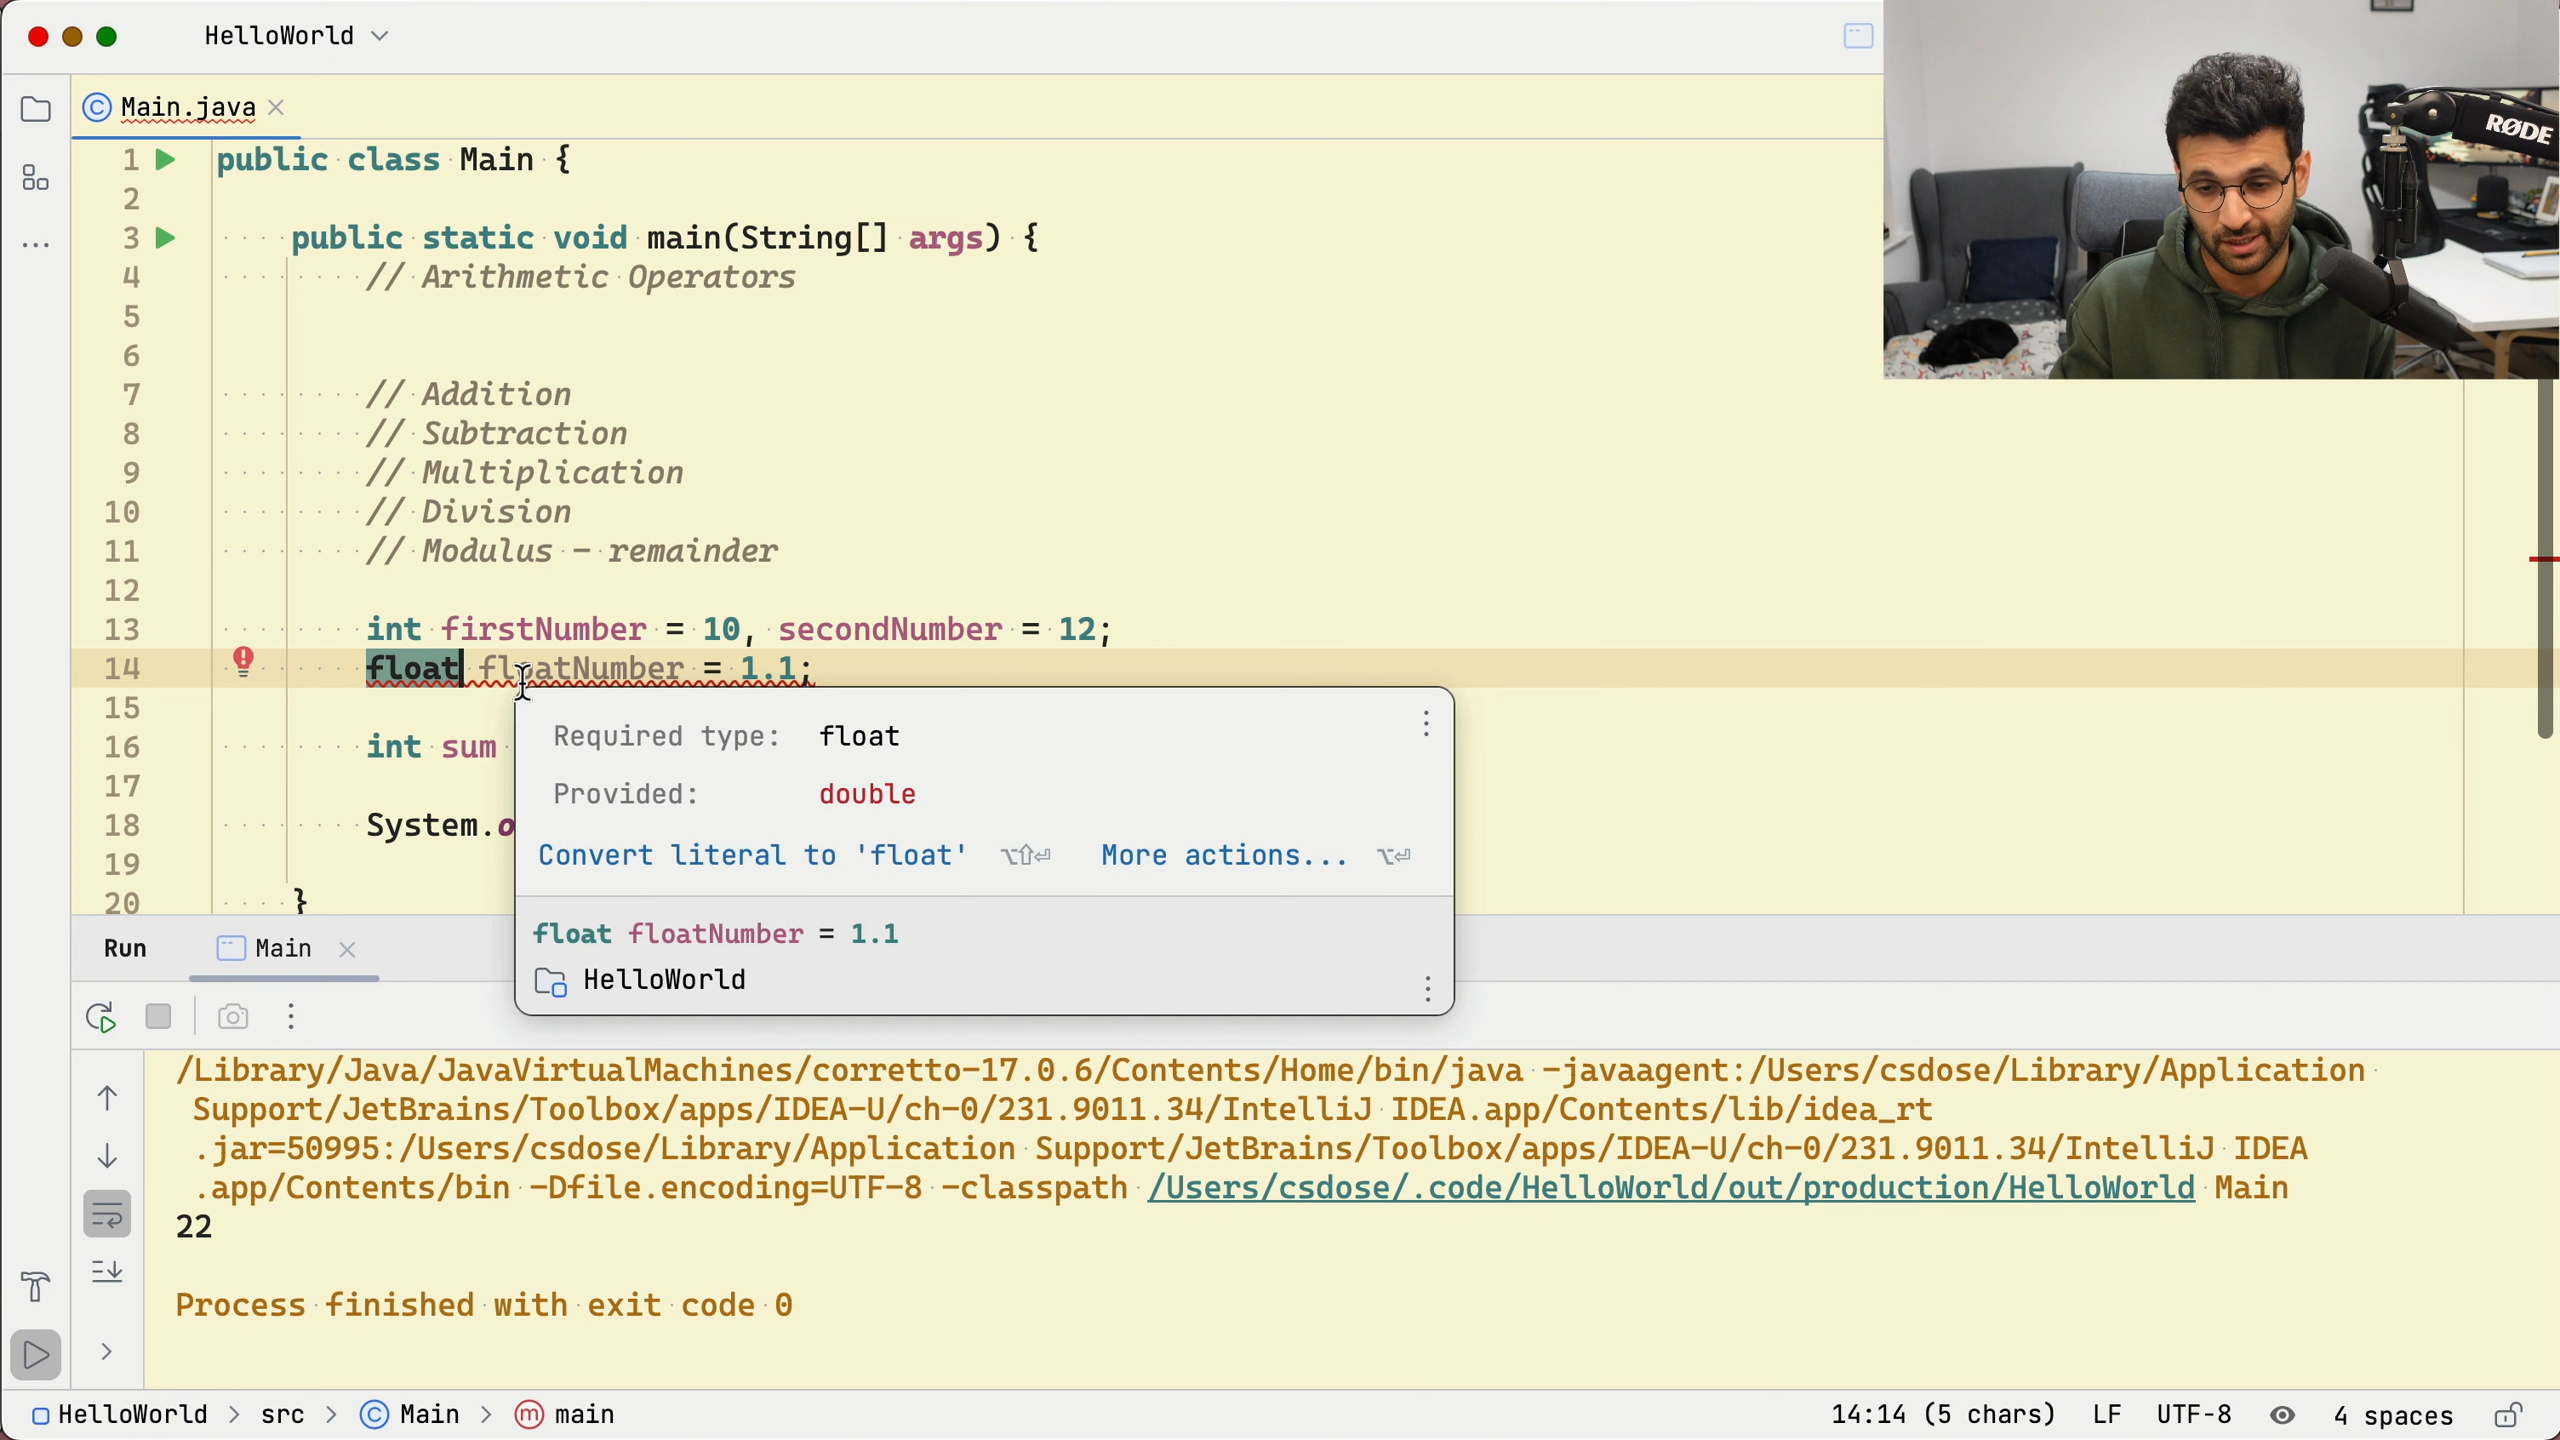 HelloWorld
Main.java
RØDE
1 public class Main {
2
3 public static void main(String[] args) {
4 // Arithmetic Operators
5
6
7 // Addition
8 // Subtraction
9 // Multiplication
10 // Division
11 // Modulus - remainder
12
13 int firstNumber = 10, secondNumber = 12;
14 float floatNumber = 1.1;
15
16 int sum
17
18 System.o
19
20 }
Required type: float
Provided: double
Convert literal to 'float' ⌥⇧⏎ More actions... ⌥⏎
float floatNumber = 1.1
HelloWorld
Run Main
/Library/Java/JavaVirtualMachines/corretto-17.0.6/Contents/Home/bin/java -javaagent:/Users/csdose/Library/Application
Support/JetBrains/Toolbox/apps/IDEA-U/ch-0/231.9011.34/IntelliJ IDEA.app/Contents/lib/idea_rt
.jar=50995:/Users/csdose/Library/Application Support/JetBrains/Toolbox/apps/IDEA-U/ch-0/231.9011.34/IntelliJ IDEA
.app/Contents/bin -Dfile.encoding=UTF-8 -classpath /Users/csdose/.code/HelloWorld/out/production/HelloWorld Main
22
Process finished with exit code 0
HelloWorld > src > Main > main
14:14 (5 chars) LF UTF-8 4 spaces